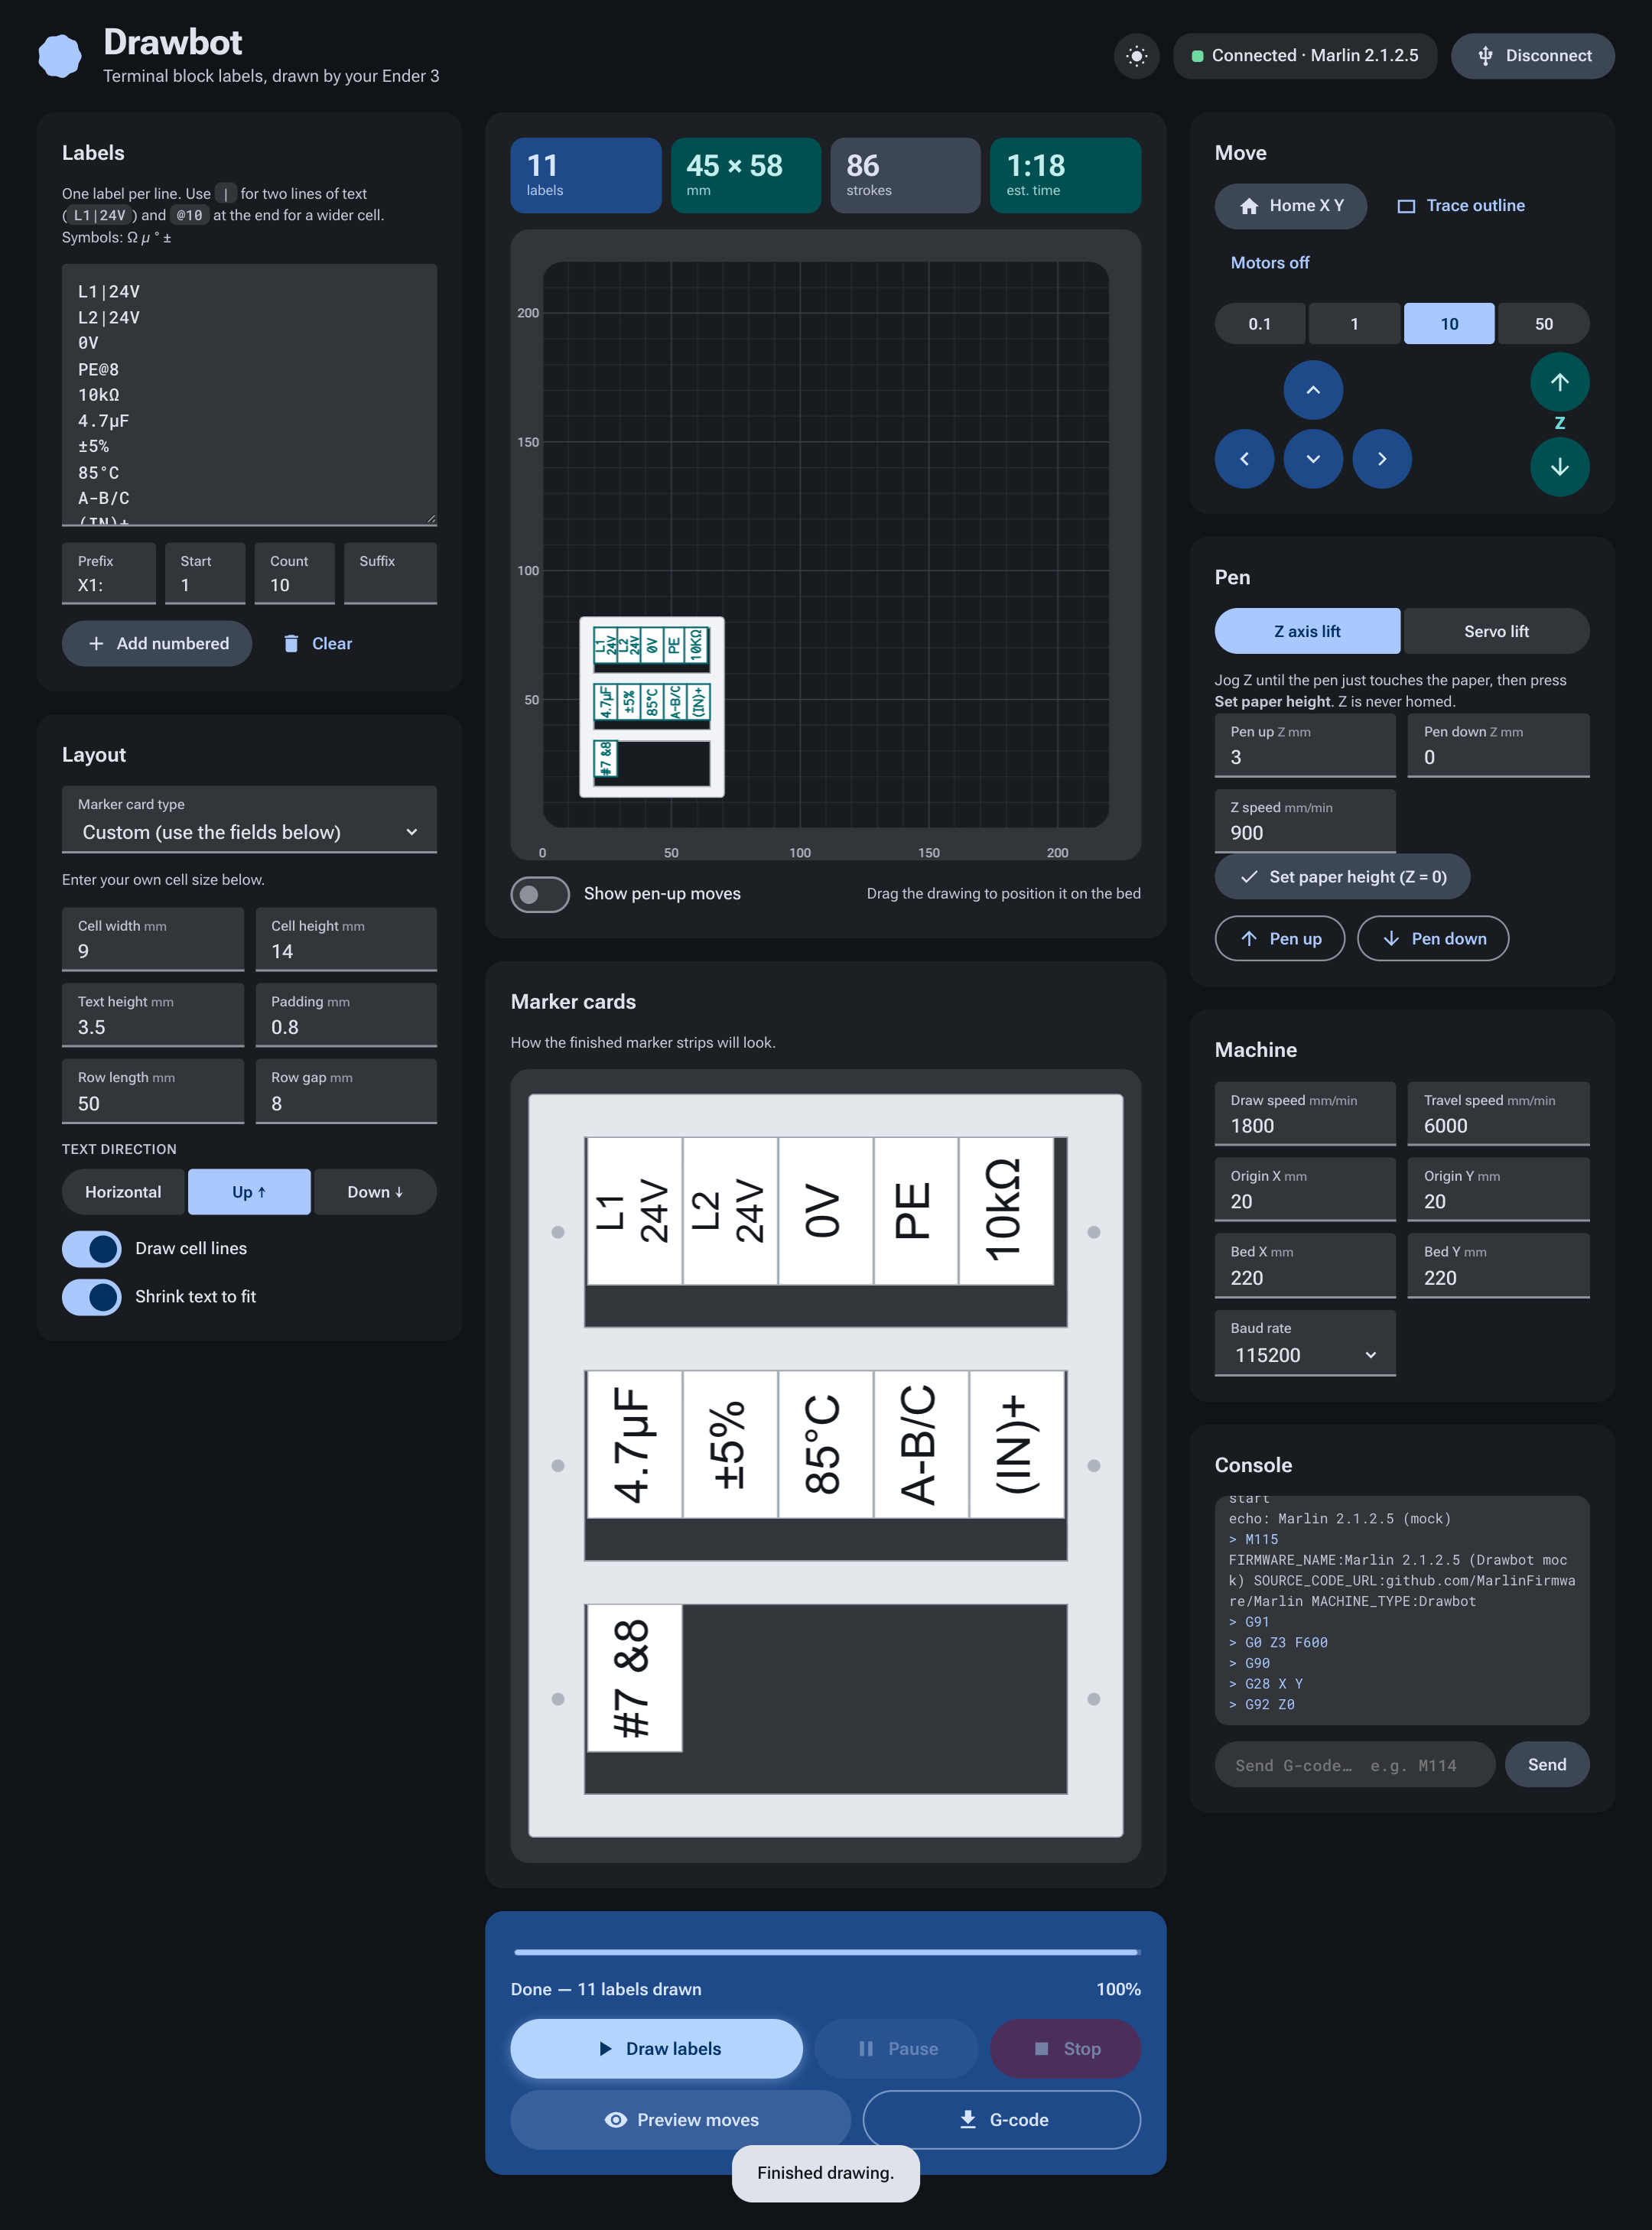 Drawbot
Terminal block labels, drawn by your Ender 3
Connected · Marlin 2.1.2.5
Disconnect
Labels
One label per line. Use | for two lines of text
(L1|24V) and @10 at the end for a wider cell.
Symbols: Ω µ ° ±
L1|24V
L2|24V
0V
PE@8
10kΩ
4.7µF
±5%
85°C
A-B/C
(IN)+
Prefix
X1:
Start
1
Count
10
Suffix
Add numbered
Clear
Layout
Marker card type
Custom (use the fields below)
Enter your own cell size below.
Cell width mm
9
Cell height mm
14
Text height mm
3.5
Padding mm
0.8
Row length mm
50
Row gap mm
8
TEXT DIRECTION
Horizontal
Up ↑
Down ↓
Draw cell lines
Shrink text to fit
11
labels
45 × 58
mm
86
strokes
1:18
est. time
200
150
100
50
0
50
100
150
200
L1
24V
L2
24V
0V
PE
10KΩ
4.7µF
±5%
85°C
A-B/C
(IN)+
#7 &8
Show pen-up moves
Drag the drawing to position it on the bed
Marker cards
How the finished marker strips will look.
L1
24V
L2
24V
0V
PE
10kΩ
4.7µF
±5%
85°C
A-B/C
(IN)+
#7 &8
Done — 11 labels drawn
100%
Draw labels
Pause
Stop
Preview moves
G-code
Finished drawing.
Move
Home X Y
Trace outline
Motors off
0.1
1
10
50
Z
Pen
Z axis lift
Servo lift
Jog Z until the pen just touches the paper, then press
Set paper height. Z is never homed.
Pen up Z mm
3
Pen down Z mm
0
Z speed mm/min
900
Set paper height (Z = 0)
Pen up
Pen down
Machine
Draw speed mm/min
1800
Travel speed mm/min
6000
Origin X mm
20
Origin Y mm
20
Bed X mm
220
Bed Y mm
220
Baud rate
115200
Console
start
echo: Marlin 2.1.2.5 (mock)
> M115
FIRMWARE_NAME:Marlin 2.1.2.5 (Drawbot moc
k) SOURCE_CODE_URL:github.com/MarlinFirmwa
re/Marlin MACHINE_TYPE:Drawbot
> G91
> G0 Z3 F600
> G90
> G28 X Y
> G92 Z0
Send G-code… e.g. M114
Send